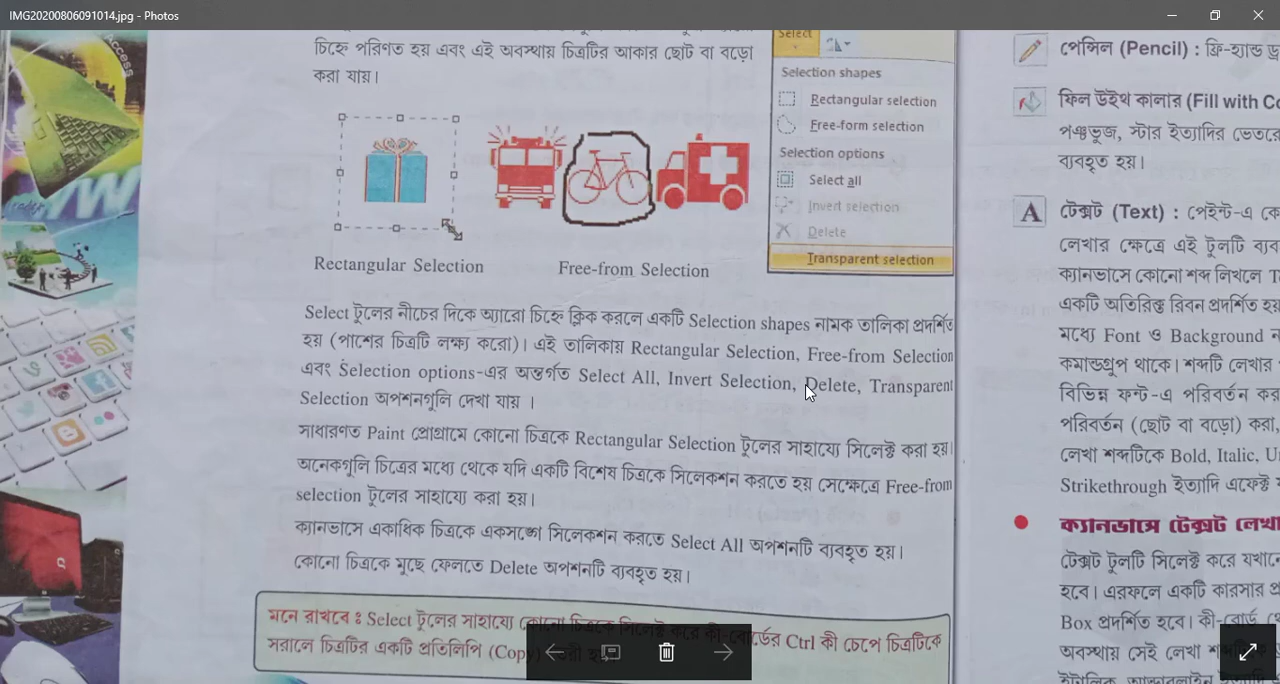 IMG20200806091014.jpg - Photos
Access
চিহ্নে পরিণত হয় এবং এই অবস্থায় চিত্রটির আকার ছোট বা বড়ো
করা যায়।
Select
Selection shapes
Rectangular selection
Free-form selection
Selection options
Select all
Invert selection
Delete
Transparent selection
Rectangular Selection
Free-from Selection
Select টুলের নীচের দিকে অ্যারো চিহ্নে ক্লিক করলে একটি Selection shapes নামক তালিকা প্রদর্শিত
হয় (পাশের চিত্রটি লক্ষ্য করো)। এই তালিকায় Rectangular Selection, Free-from Selection
এবং Selection options-এর অন্তর্গত Select All, Invert Selection, Delete, Transparent
Selection অপশনগুলি দেখা যায় ।
সাধারণত Paint প্রোগ্রামে কোনো চিত্রকে Rectangular Selection টুলের সাহায্যে সিলেক্ট করা হয়।
অনেকগুলি চিত্রের মধ্যে থেকে যদি একটি বিশেষ চিত্রকে সিলেকশন করতে হয় সেক্ষেত্রে Free-from
selection টুলের সাহায্যে করা হয়।
ক্যানভাসে একাধিক চিত্রকে একসঙ্গে সিলেকশন করতে Select All অপশনটি ব্যবহৃত হয়।
কোনো চিত্রকে মুছে ফেলতে Delete অপশনটি ব্যবহৃত হয়।
মনে রাখবে : Select টুলের সাহায্যে কোনো চিত্রকে সিলেক্ট করে কী-বোর্ডের Ctrl কী চেপে চিত্রটিকে
সরালে চিত্রটির একটি প্রতিলিপি (Copy)
পেন্সিল (Pencil) : ফ্রি-হ্যান্ড
ফিল উইথ কালার (Fill with
পঞ্চভুজ, স্টার ইত্যাদির ভেতরে
ব্যবহৃত হয়।
A টেক্সট (Text) : পেইন্ট-এ
লেখার ক্ষেত্রে এই টুলটি
ক্যানভাসে কোনো শব্দ লিখলে
একটি অতিরিক্ত রিবন প্রদর্শিত
মধ্যে Font ও Background
কমান্ডগ্রুপ থাকে। শব্দটি লেখার
বিভিন্ন ফন্ট-এ পরিবর্তন
পরিবর্তন (ছোট বা বড়ো) করা,
লেখা শব্দটিকে Bold, Italic,
Strikethrough ইত্যাদি এফেক্ট
ক্যানভাসে টেক্সট লেখা
টেক্সট টুলটি সিলেক্ট করে
হবে। এরফলে একটি কারসার
Box প্রদর্শিত হবে। কী-বোর্ড
অবস্থায় সেই লেখা